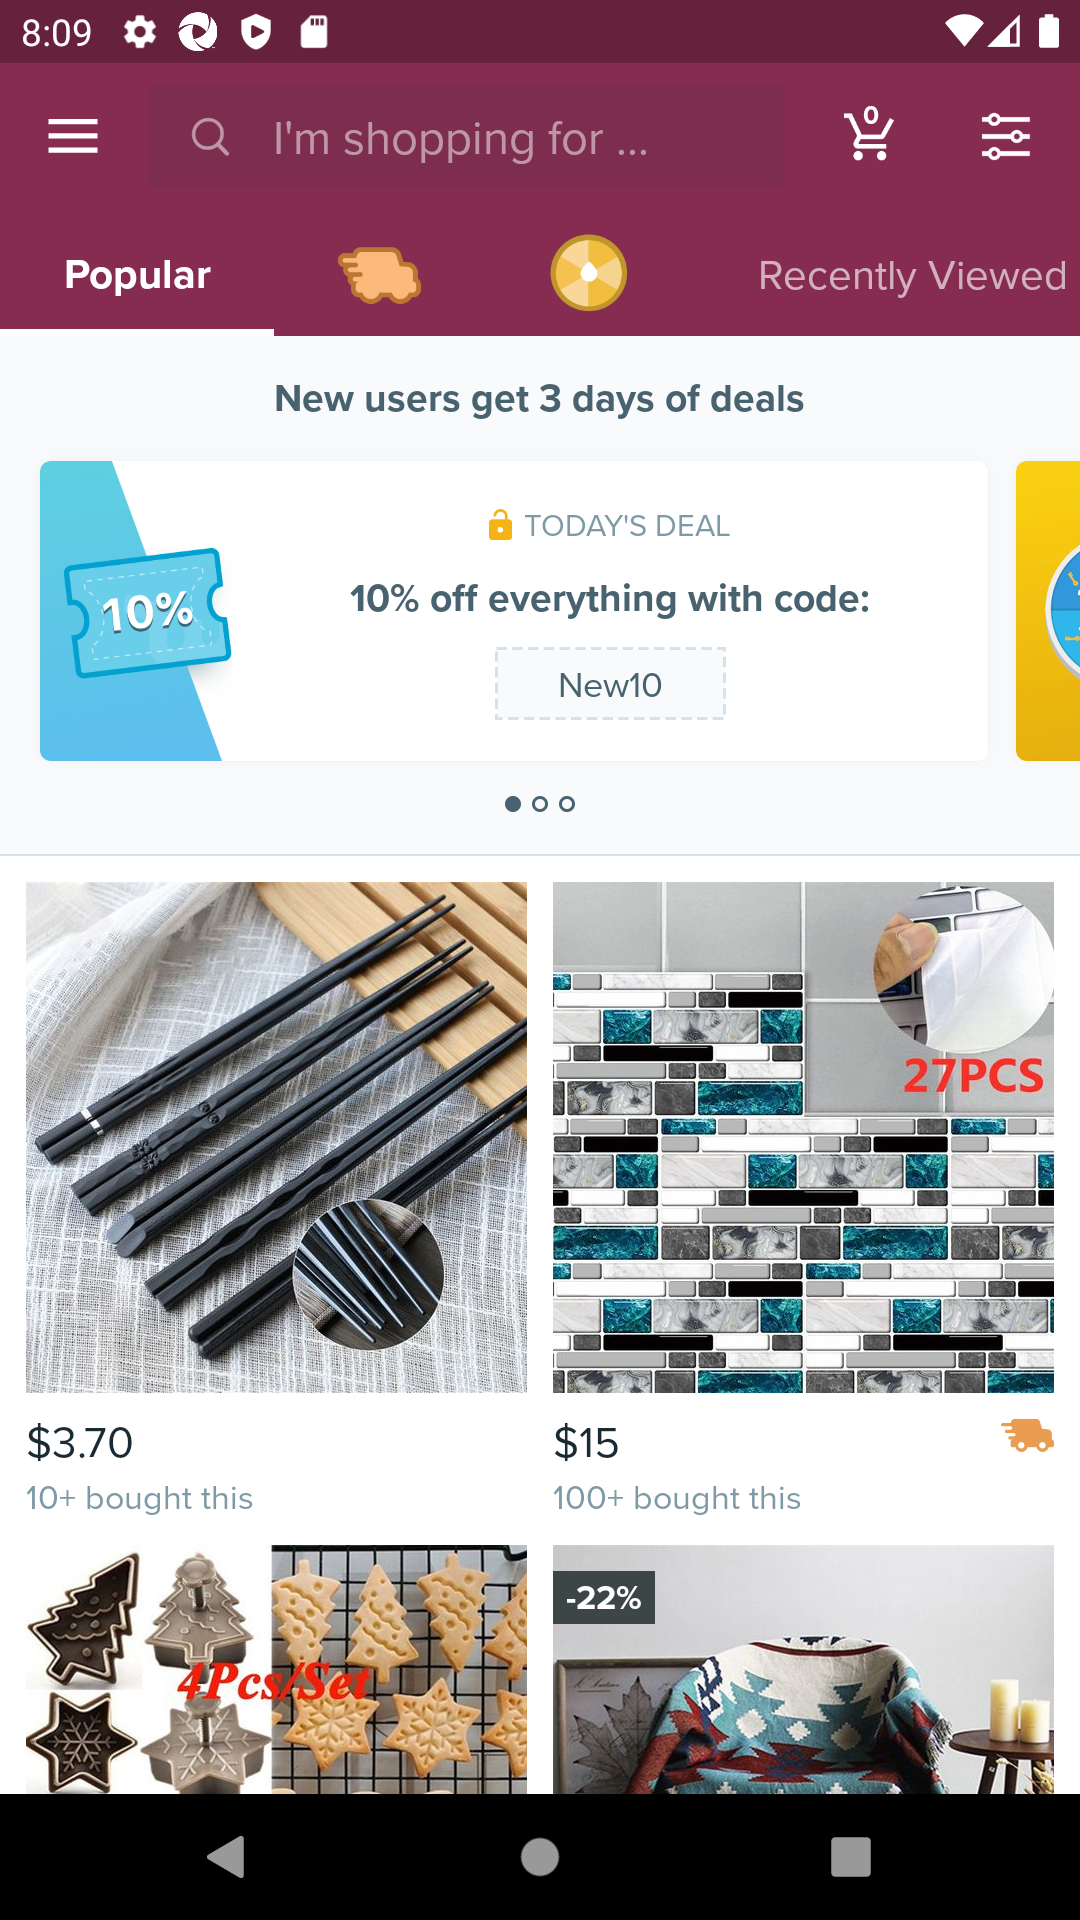 8:09
I'm shopping for ...
0
Popular
Recently Viewed
New users get 3 days of deals
TODAY'S DEAL
10%
10% off everything with code:
New10
27PCS
$3.70
$15
10+ bought this
100+ bought this
4Pcs/Set
-22%